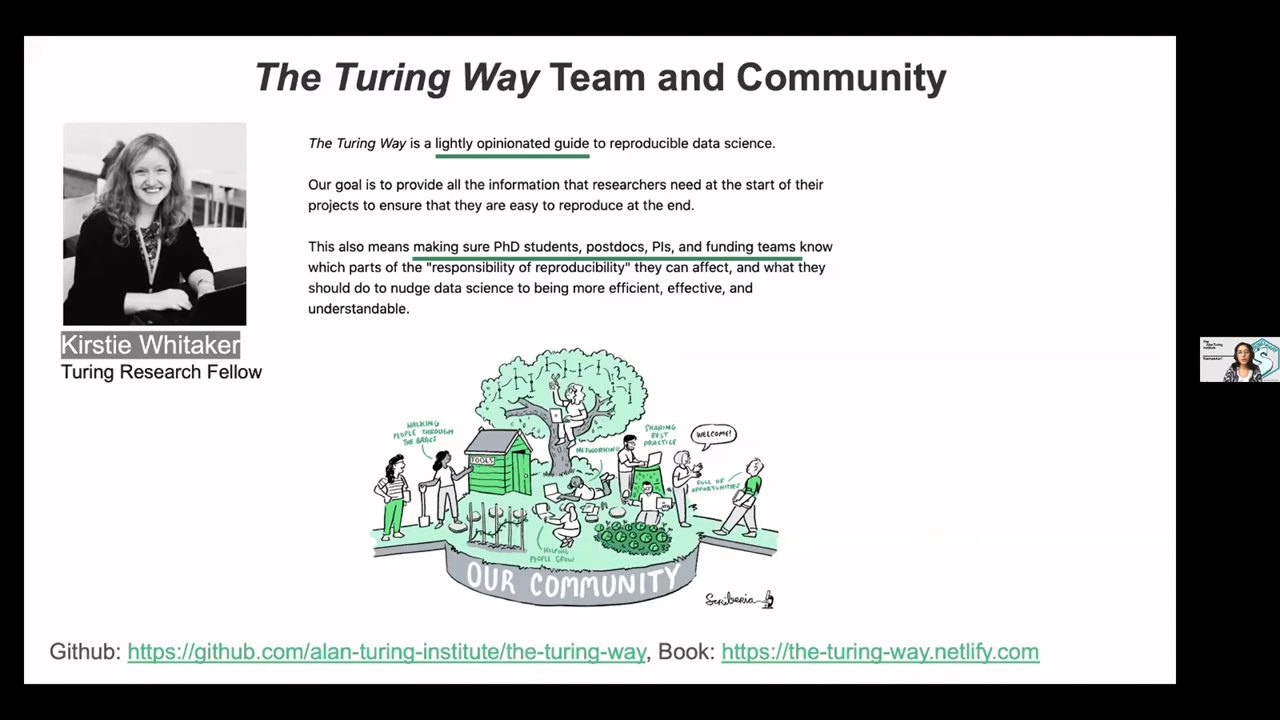 The Turing Way Team and Community
The Turing Way is a lightly opinionated guide to reproducible data science.
Our goal is to provide all the information that researchers need at the start of their
projects to ensure that they are easy to reproduce at the end.
This also means making sure PhD students, postdocs, PIs, and funding teams know
which parts of the "responsibility of reproducibility" they can affect, and what they
should do to nudge data science to being more efficient, effective, and
understandable.
Kirstie Whitaker
Turing Research Fellow
WALKING
PEOPLE THROUGH
THE BASICS
TOOLS
NETWORKING
SHARING
BEST
PRACTICE
WELCOME!
FULL OF
OPPORTUNITIES
HELPING
PEOPLE GROW
OUR COMMUNITY
Scriberia
Github: https://github.com/alan-turing-institute/the-turing-way, Book: https://the-turing-way.netlify.com